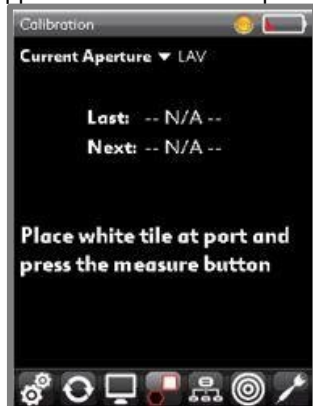 Calibration
Current Aperture ▼ LAV
Last: -- N/A --
Next: -- N/A --
Place white tile at port and
press the measure button